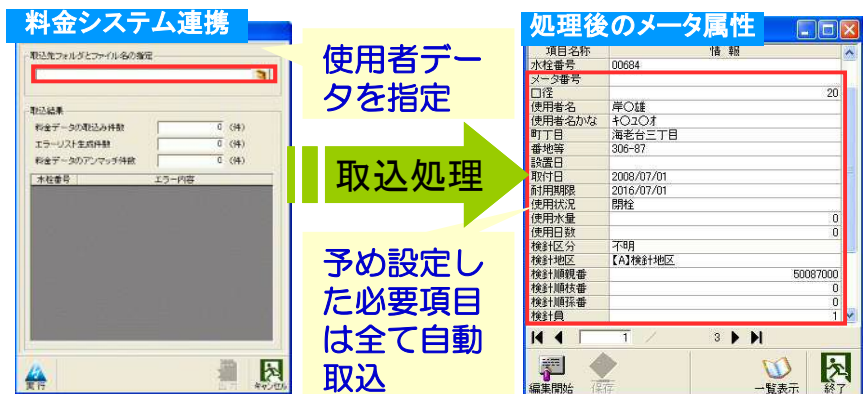 料金システム連携
取込先フォルダとファイル名の指定
取込結果
料金データの取込み件数 0 (件)
エラーリスト生成件数 0 (件)
料金データのアンマッチ件数 0 (件)
水栓番号 エラー内容
実行
キャンセル
使用者デー
タを指定
取込処理
予め設定し
た必要項目
は全て自動
取込
処理後のメータ属性
項目名称 情 報
水栓番号 00684
メータ番号
口径 20
使用者名 岸〇雄
使用者名かな キ〇ユ〇オ
町丁目 海老台三丁目
番地等 306-87
設置日
取付日 2008/07/01
耐用期限 2016/07/01
使用状況 開栓
使用水量 0
使用日数 0
検針区分 不明
検針地区 【A】検針地区
検針順親番 50087000
検針順枝番 0
検針順孫番 0
検針員 1
1 / 3
編集開始 保存 一覧表示 終了